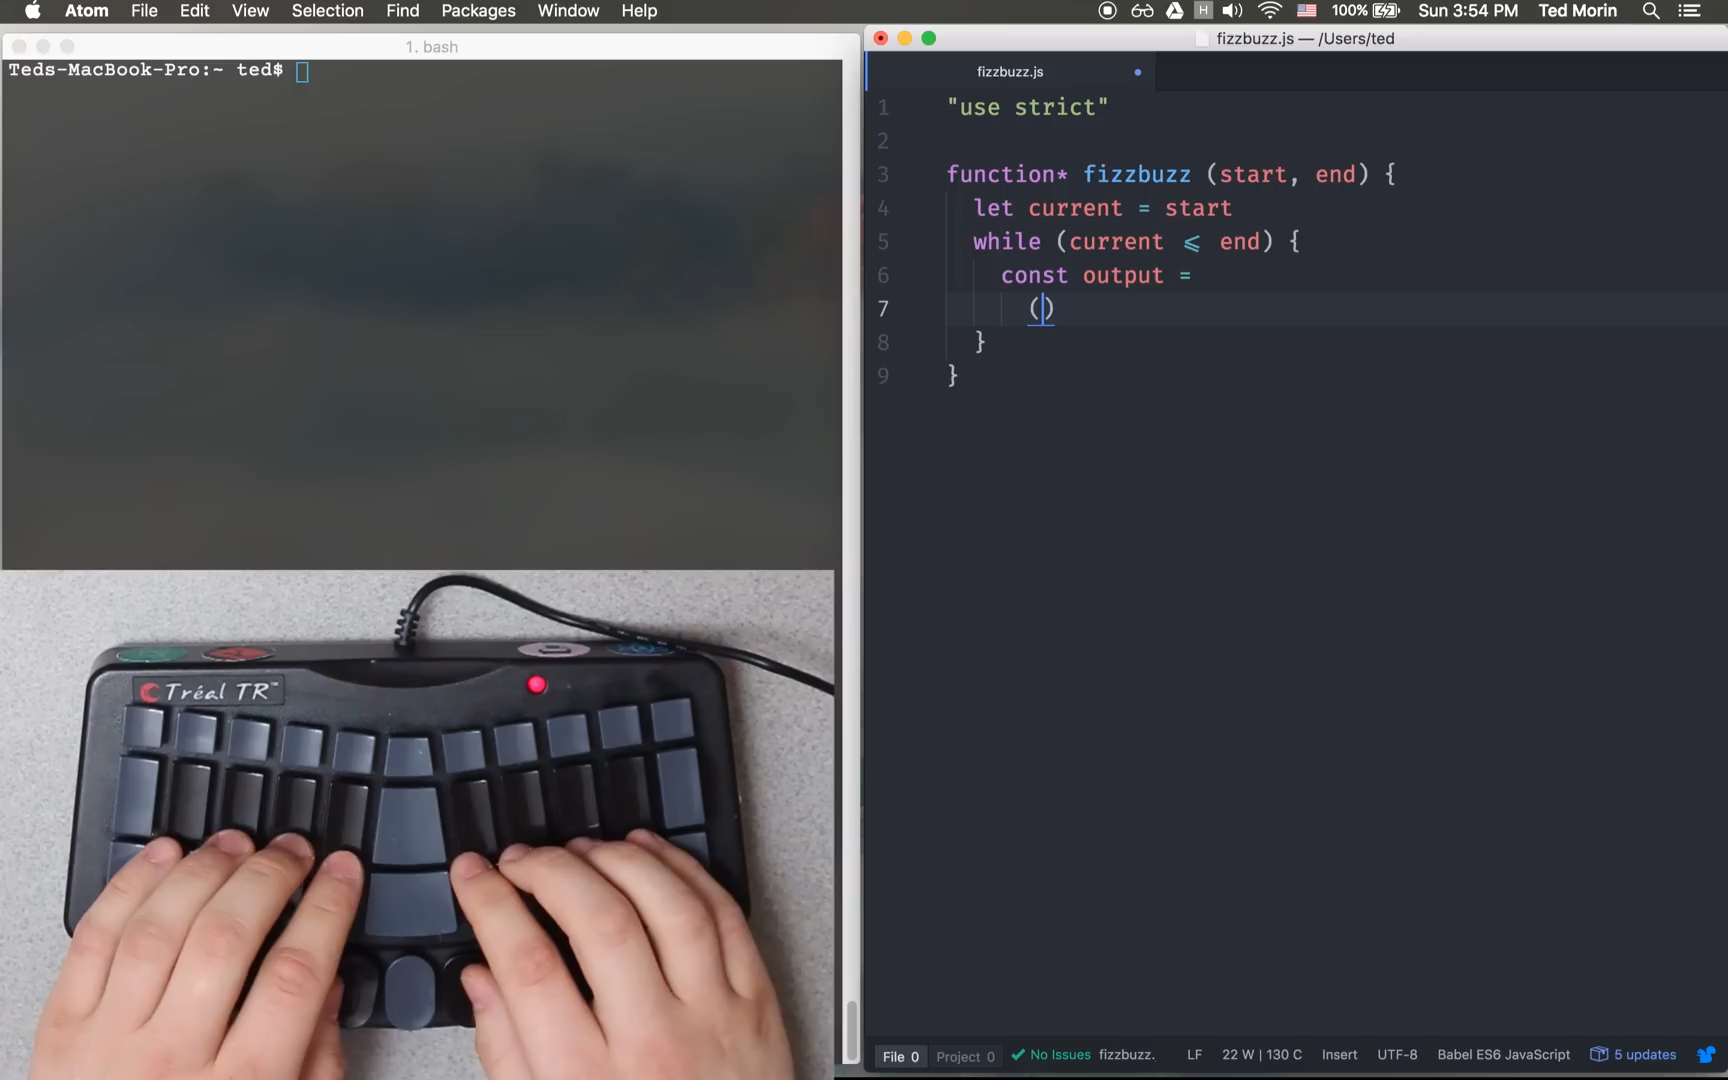 Atom File Edit View Selection Find Packages Window Help
H 100% Sun 3:54 PM Ted Morin
1. bash
Teds-MacBook-Pro:~ ted$
fizzbuzz.js — /Users/ted
fizzbuzz.js
1 "use strict"
2
3 function* fizzbuzz (start, end) {
4 let current = start
5 while (current ⩽ end) {
6 const output =
7 ()
8 }
9 }
Tréal TR™
File 0 Project 0 No Issues fizzbuzz. LF 22 W | 130 C Insert UTF-8 Babel ES6 JavaScript 5 updates